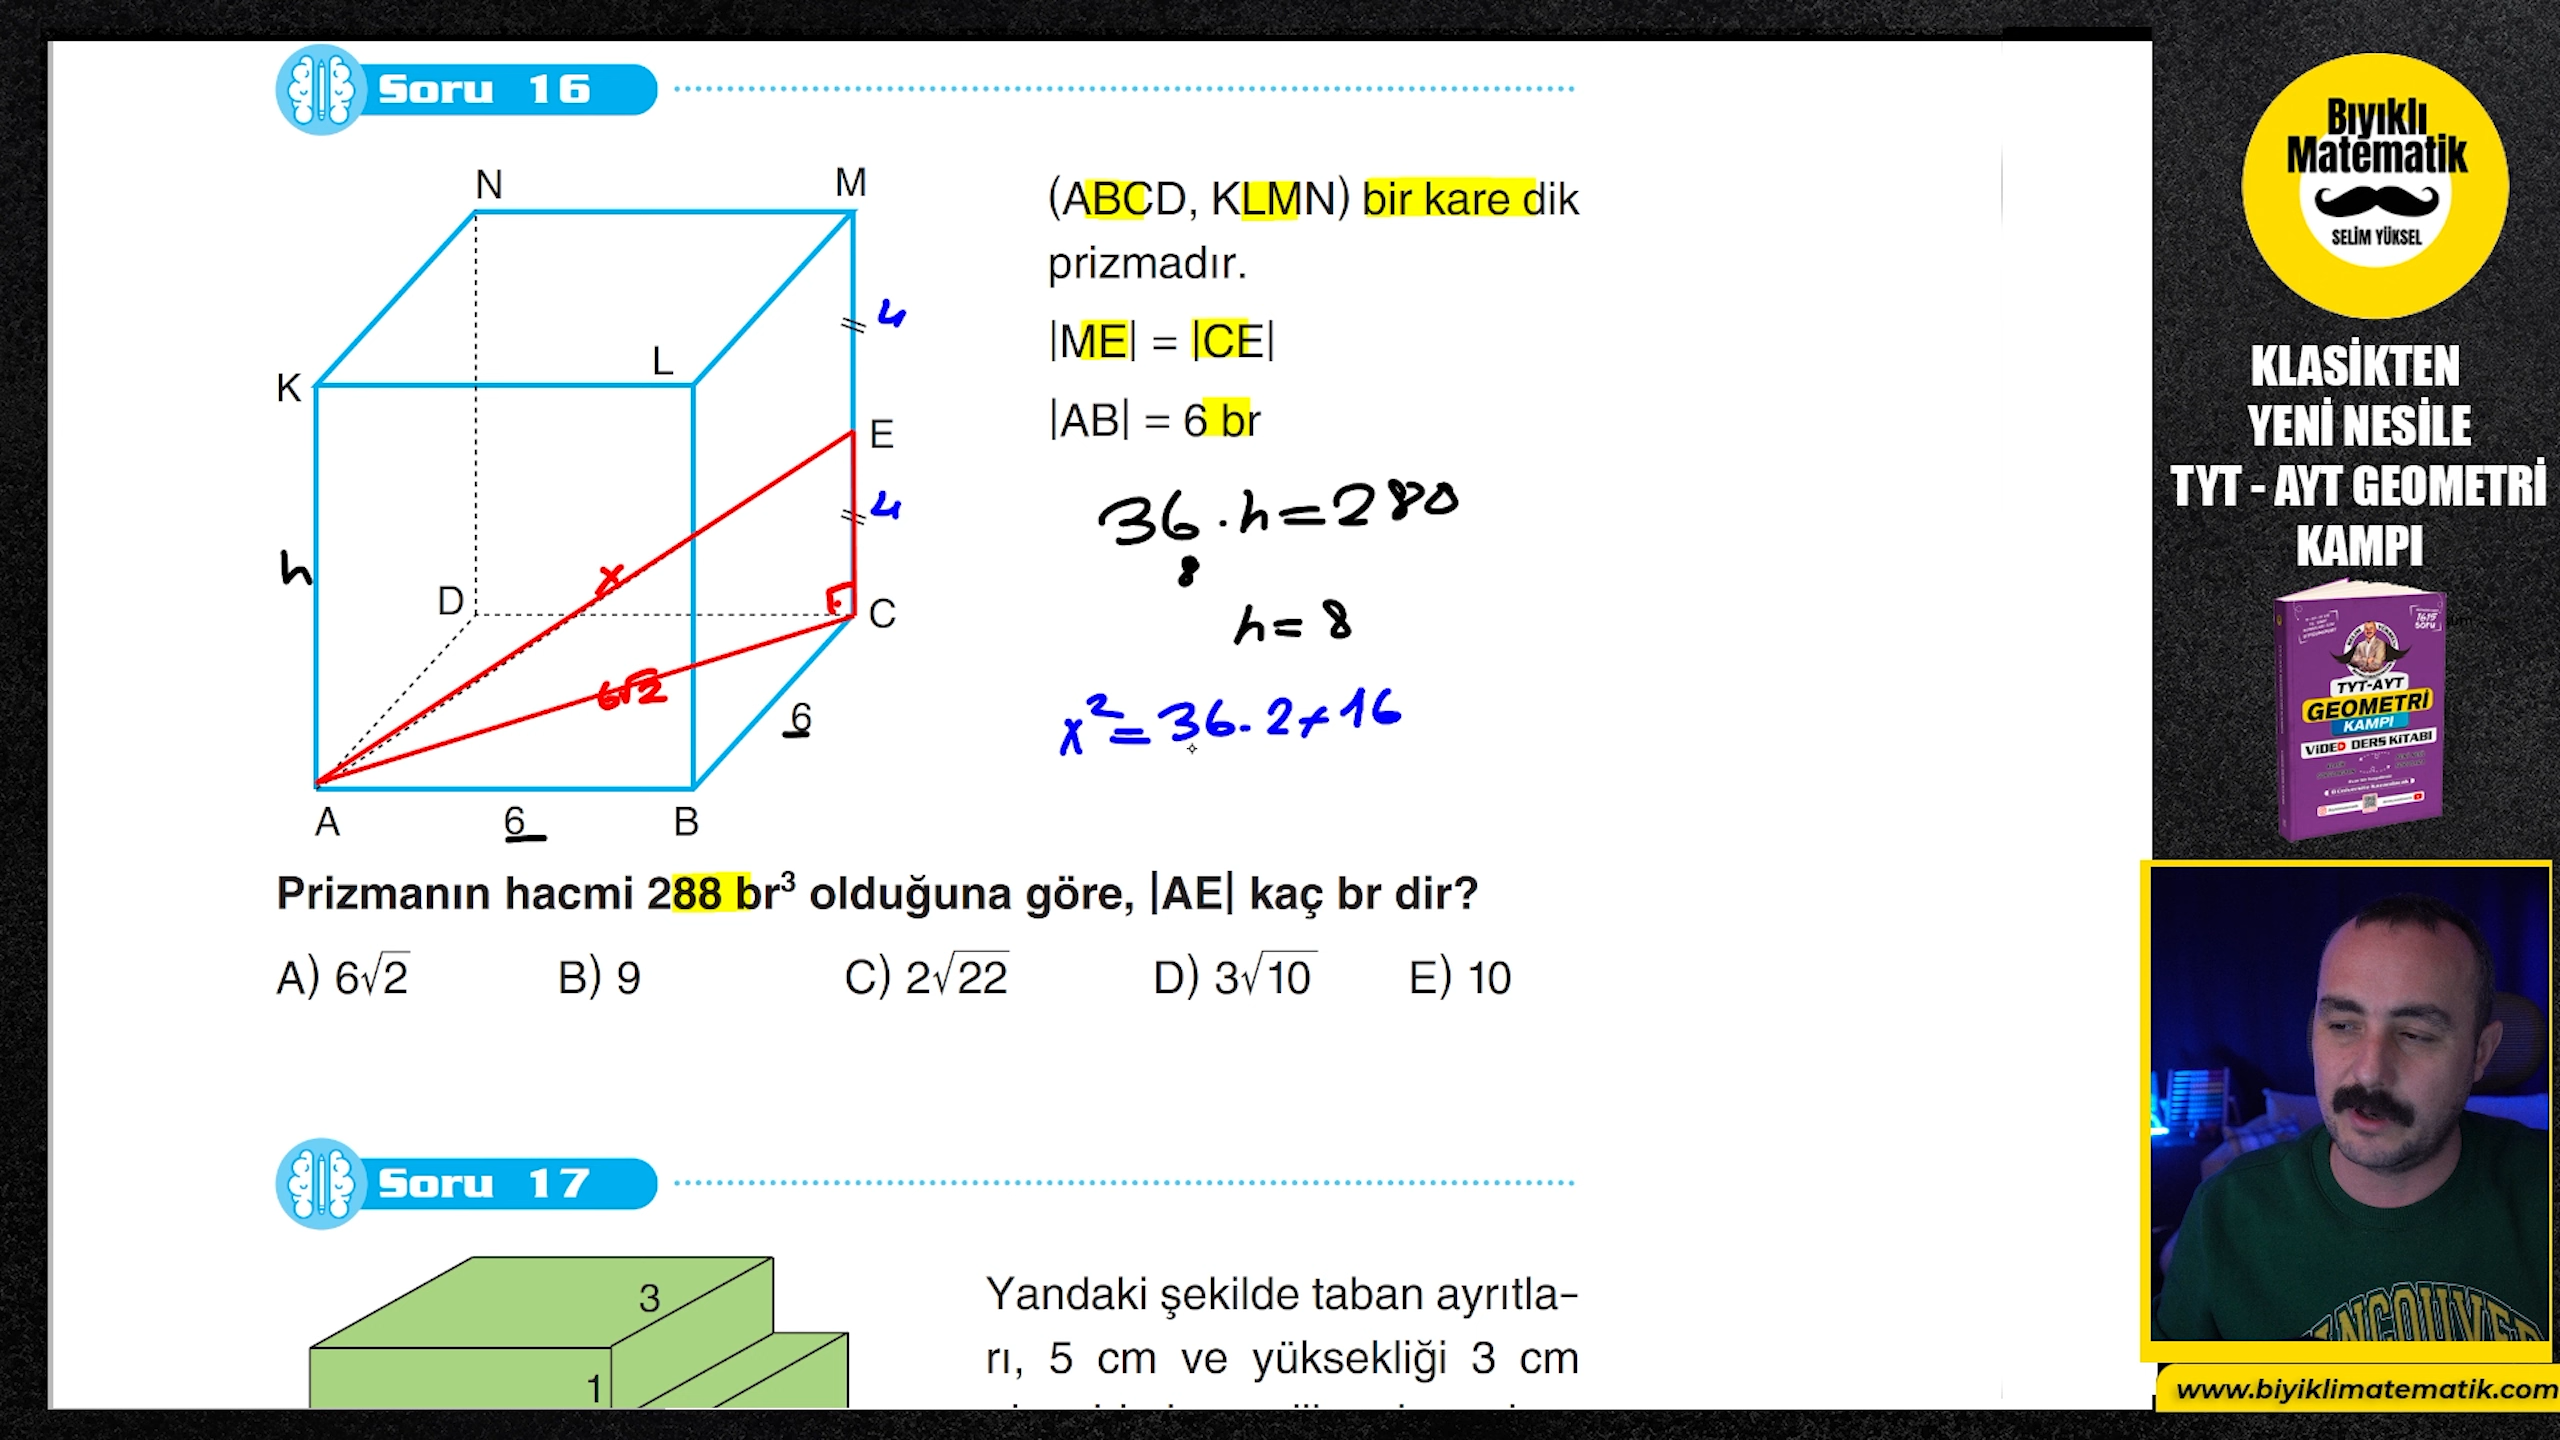 Soru 16
N
M
(ABCD, KLMN) bir kare dik
prizmadır.
4
|ME| = |CE|
L
K
|AB| = 6 br
E
36 . h = 280
4
8
h
x
D
C
h = 8
6√2
6
x² = 36 . 2 + 16
A
6
B
Prizmanın hacmi 288 br³ olduğuna göre, |AE| kaç br dir?
A) 6√2 B) 9 C) 2√22 D) 3√10 E) 10
Soru 17
3
1
Yandaki şekilde taban ayrıtla-
rı, 5 cm ve yüksekliği 3 cm
Bıyıklı
Matematik
SELİM YÜKSEL
KLASİKTEN
YENİ NESİLE
TYT - AYT GEOMETRİ
KAMPI
1615
soru
TYT-AYT
GEOMETRİ
KAMPI
VİDEO DERS KİTABI
VANCOUVER
www.biyiklimatematik.com